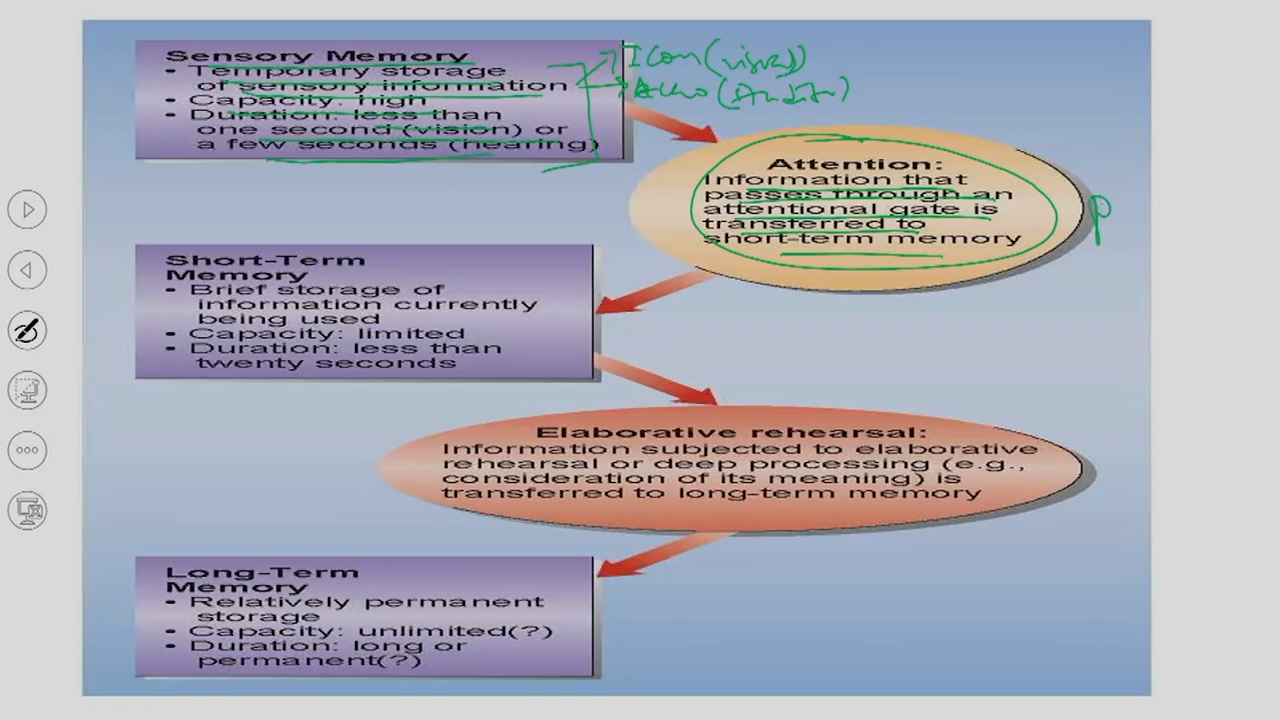 Sensory Memory
• Temporary storage
of sensory information
• Capacity: high
• Duration: less than
one second (vision) or
a few seconds (hearing)
Icon (visual)
(
Attention:
Information that
passes through an
attentional gate is
transferred to
short-term memory
P
Short-Term
Memory
• Brief storage of
information currently
being used
• Capacity: limited
• Duration: less than
twenty seconds
Elaborative rehearsal:
Information subjected to elaborative
rehearsal or deep processing (e.g.,
consideration of its meaning) is
transferred to long-term memory
Long-Term
Memory
• Relatively permanent
storage
• Capacity: unlimited(?)
• Duration: long or
permanent(?)